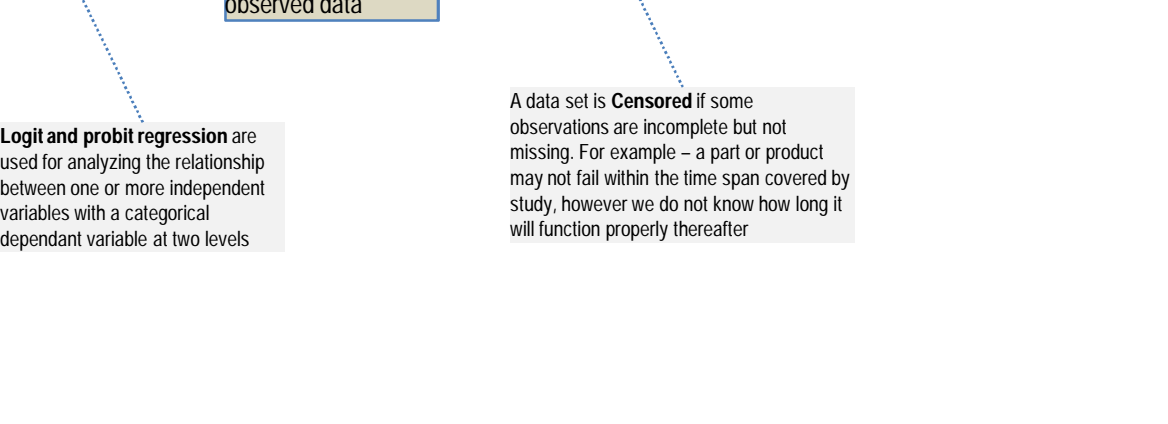 observed data
Logit and probit regression are
used for analyzing the relationship
between one or more independent
variables with a categorical
dependant variable at two levels
A data set is Censored if some
observations are incomplete but not
missing. For example – a part or product
may not fail within the time span covered by
study, however we do not know how long it
will function properly thereafter